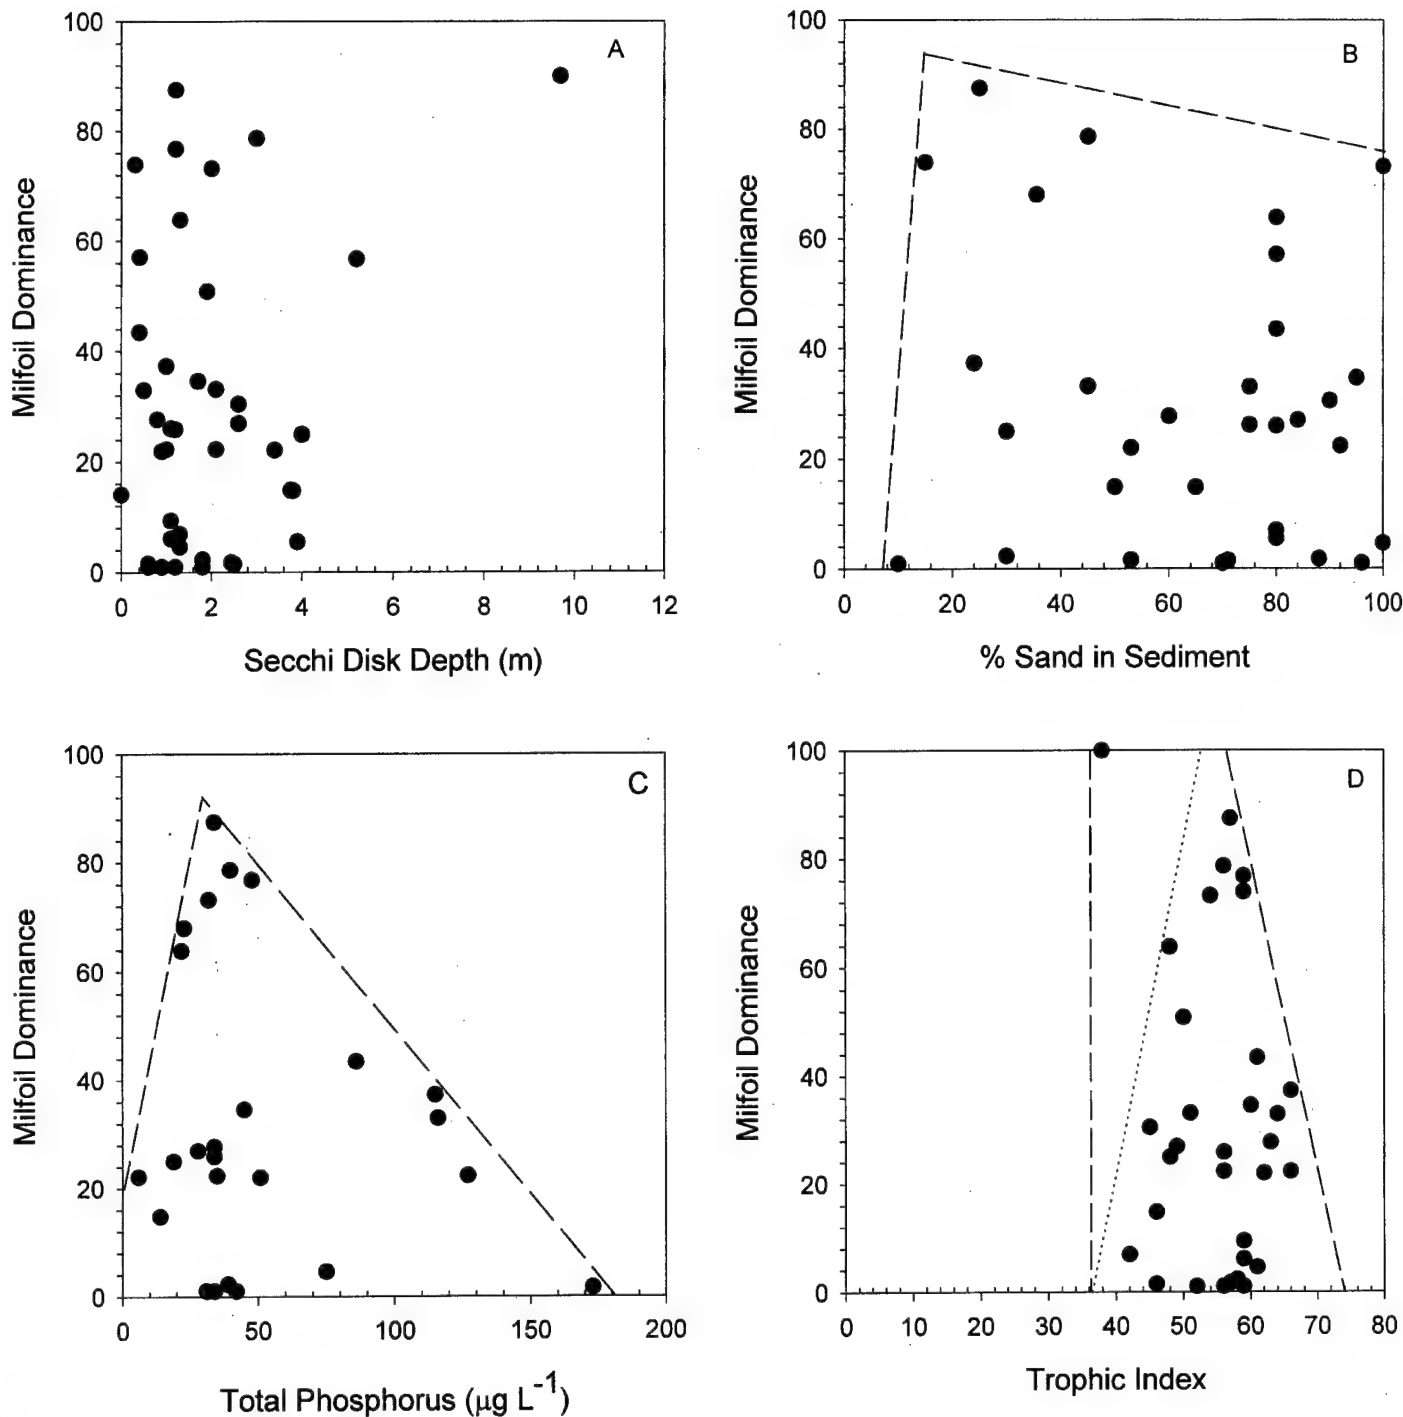 100
80
60
40
20
0
Milfoil Dominance
A
0 2 4 6 8 10 12
Secchi Disk Depth (m)
100
80
60
40
20
0
Milfoil Dominance
B
0 20 40 60 80 100
% Sand in Sediment
100
80
60
40
20
0
Milfoil Dominance
C
0 50 100 150 200
Total Phosphorus (μg L⁻¹)
100
80
60
40
20
0
Milfoil Dominance
D
0 10 20 30 40 50 60 70 80
Trophic Index